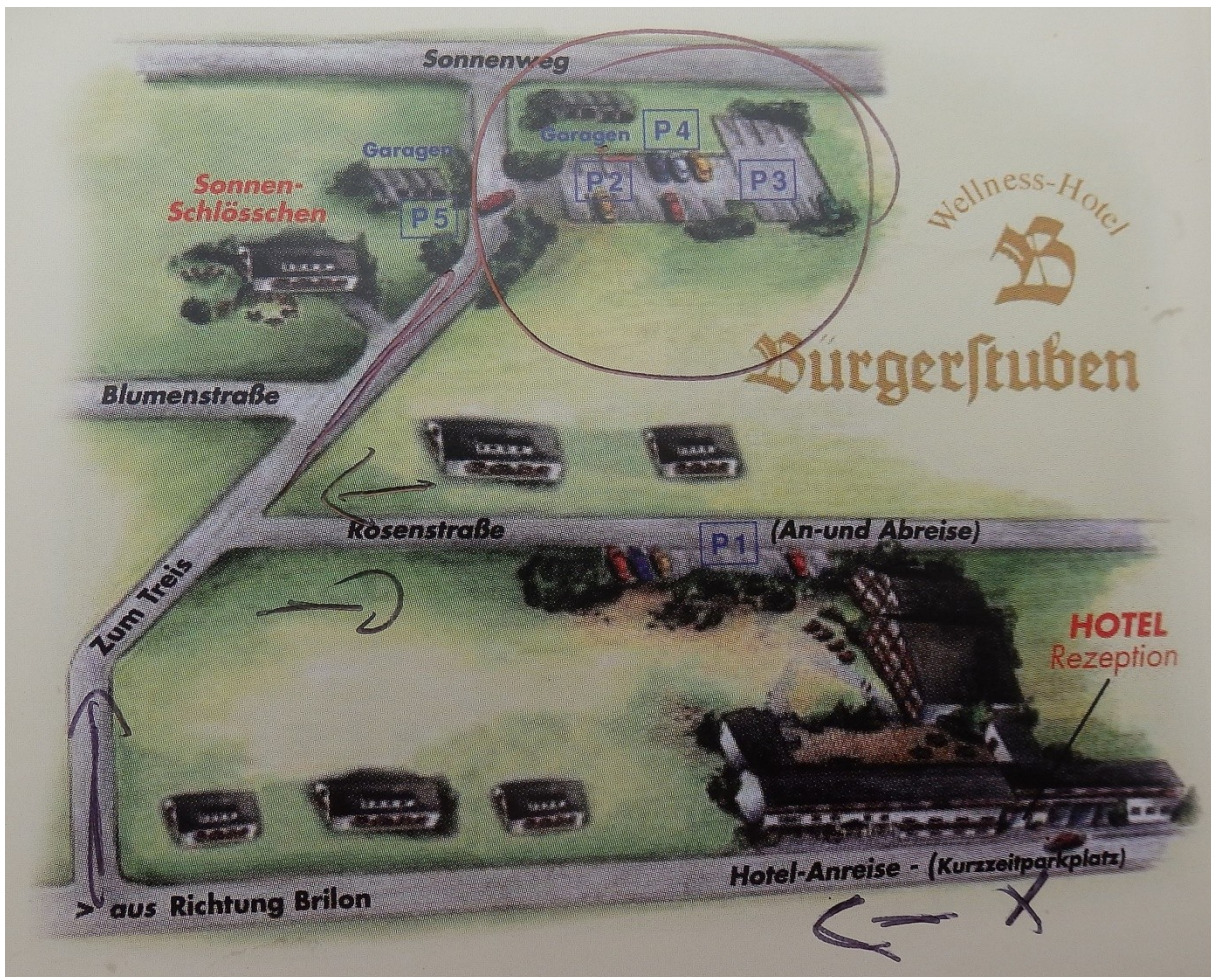 Sonnenweg
Garagen
P4
Garagen
P2
P3
Sonnen-
Schlösschen
P5
Wellness-Hotel
B
Bürgerſtuben
Blumenstraße
Rosenstraße
P1
(An-und Abreise)
Zum Treis
HOTEL
Rezeption
Hotel-Anreise - (Kurzzeitparkplatz)
> aus Richtung Brilon
X